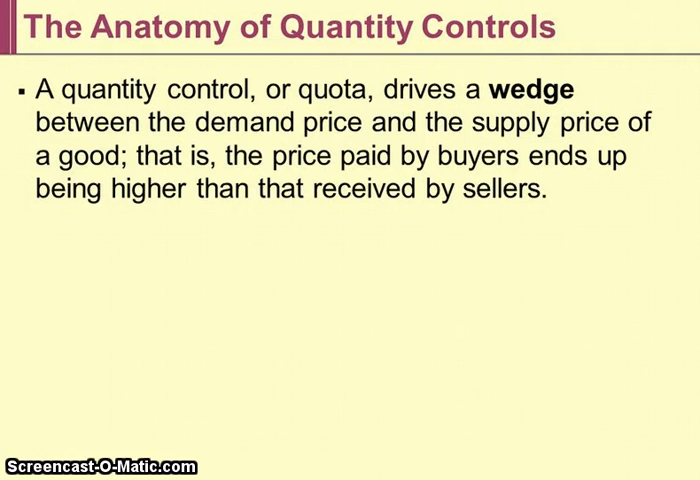 The Anatomy of Quantity Controls
▪ A quantity control, or quota, drives a wedge
between the demand price and the supply price of
a good; that is, the price paid by buyers ends up
being higher than that received by sellers.
Screencast-O-Matic.com